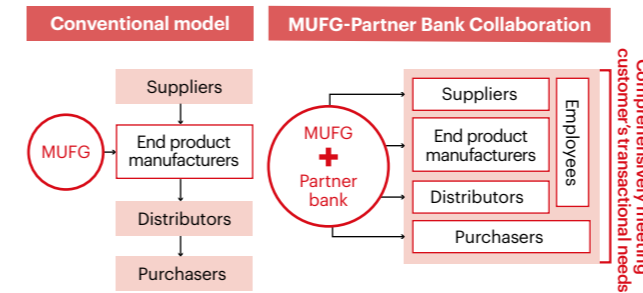 Conventional model
MUFG-Partner Bank Collaboration
Suppliers
MUFG
End product
manufacturers
Distributors
Purchasers
MUFG
+
Partner
bank
Suppliers
End product
manufacturers
Distributors
Purchasers
Employees
Comprehensively meeting
customer's transactional needs